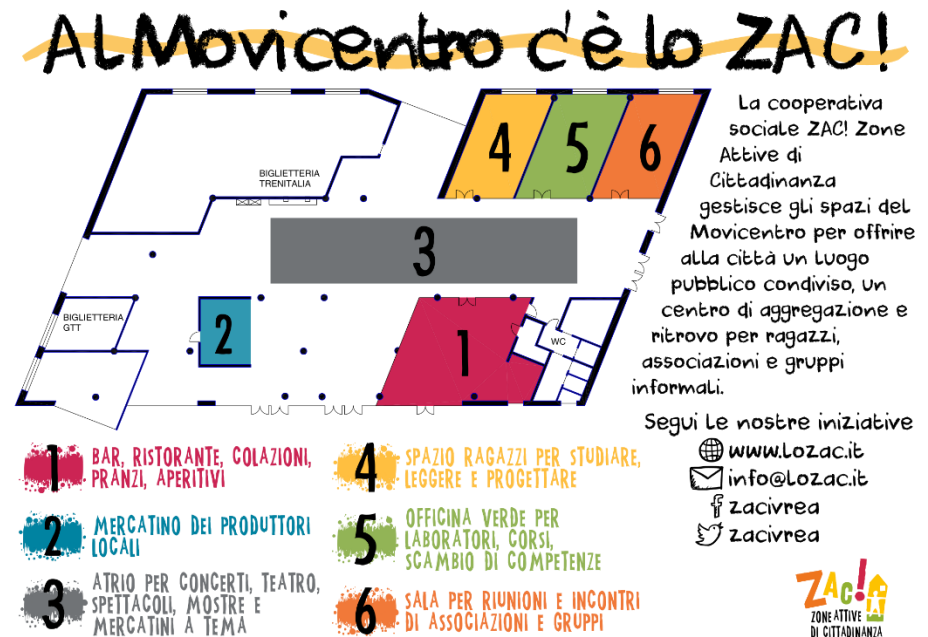 ALMovicentro c'è lo ZAC!
BIGLIETTERIA
TRENITALIA
4
5
6
3
BIGLIETTERIA
GTT
2
1
WC
La cooperativa
sociale ZAC! Zone
Attive di
Cittadinanza
gestisce gli spazi del
Movicentro per offrire
alla città un luogo
pubblico condiviso, un
centro di aggregazione e
ritrovo per ragazzi,
associazioni e gruppi
informali.
Segui le nostre iniziative
www.lozac.it
info@lozac.it
f zacivrea
zacivrea
1 BAR, RISTORANTE, COLAZIONI,
PRANZI, APERITIVI
2 MERCATINO DEI PRODUTTORI
LOCALI
3 ATRIO PER CONCERTI, TEATRO,
SPETTACOLI, MOSTRE E
MERCATINI A TEMA
4 SPAZIO RAGAZZI PER STUDIARE,
LEGGERE E PROGETTARE
5 OFFICINA VERDE PER
LABORATORI, CORSI,
SCAMBIO DI COMPETENZE
6 SALA PER RIUNIONI E INCONTRI
DI ASSOCIAZIONI E GRUPPI
ZAC!
ZONE ATTIVE
DI CITTADINANZA